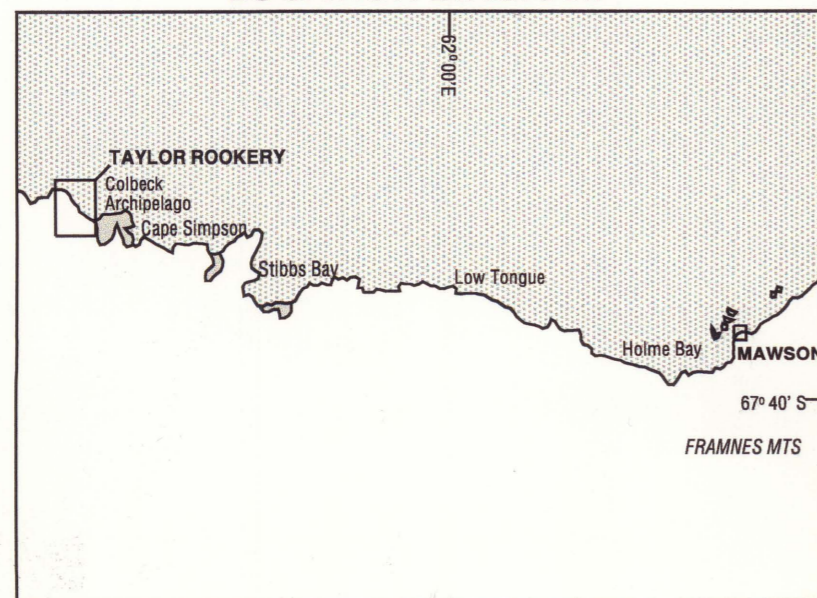 62° 00'E
TAYLOR ROOKERY
Colbeck
Archipelago
Cape Simpson
Stibbs Bay
Low Tongue
Holme Bay
MAWSON
67° 40' S
FRAMNES MTS